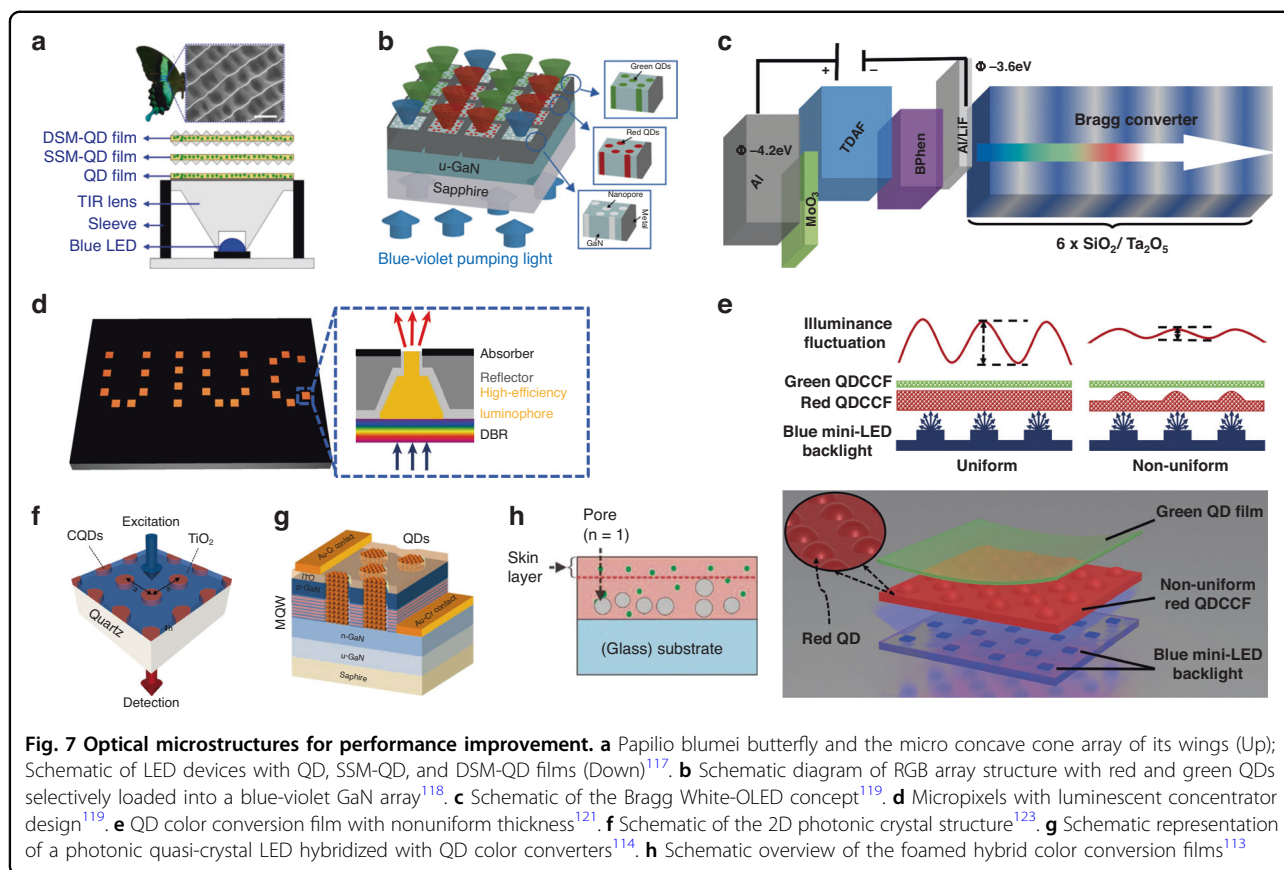 a
DSM-QD film
SSM-QD film
QD film
TIR lens
Sleeve
Blue LED
b
Green QDs
Red QDs
Nanopore
Metal
GaN
u-GaN
Sapphire
Blue-violet pumping light
c
+
−
Φ –4.2eV
Φ –3.6eV
Al
MoO3
TDAF
BPhen
Al/LiF
Bragg converter
6 x SiO2/ Ta2O5
d
Absorber
Reflector
High-efficiency
luminophore
DBR
e
Illuminance
fluctuation
Green QDCCF
Red QDCCF
Blue mini-LED
backlight
Uniform
Non-uniform
Green QD film
Non-uniform
red QDCCF
Red QD
Blue mini-LED
backlight
f
Excitation
CQDs
TiO2
a
a
Quartz
Detection
g
Au-Cr contact
QDs
ITO
p-GaN
MQW
Au-Cr contact
n-GaN
u-GaN
Saphire
h
Pore
(n = 1)
Skin
layer
(Glass) substrate
Fig. 7 Optical microstructures for performance improvement. a Papilio blumei butterfly and the micro concave cone array of its wings (Up);
Schematic of LED devices with QD, SSM-QD, and DSM-QD films (Down)117. b Schematic diagram of RGB array structure with red and green QDs
selectively loaded into a blue-violet GaN array118. c Schematic of the Bragg White-OLED concept119. d Micropixels with luminescent concentrator
design119. e QD color conversion film with nonuniform thickness121. f Schematic of the 2D photonic crystal structure123. g Schematic representation
of a photonic quasi-crystal LED hybridized with QD color converters114. h Schematic overview of the foamed hybrid color conversion films113